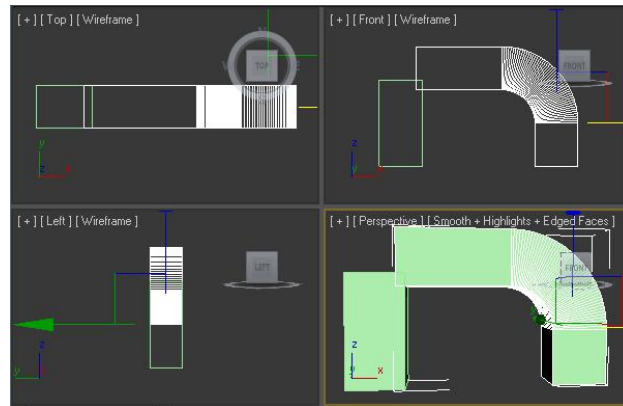 [ + ] [ Top ] [ Wireframe ]
TOP
y
z
x
[ + ] [ Front ] [ Wireframe ]
FRONT
z
x
[ + ] [ Left ] [ Wireframe ]
LEFT
z
y
[ + ] [ Perspective ] [ Smooth + Highlights + Edged Faces ]
FRONT
z
x